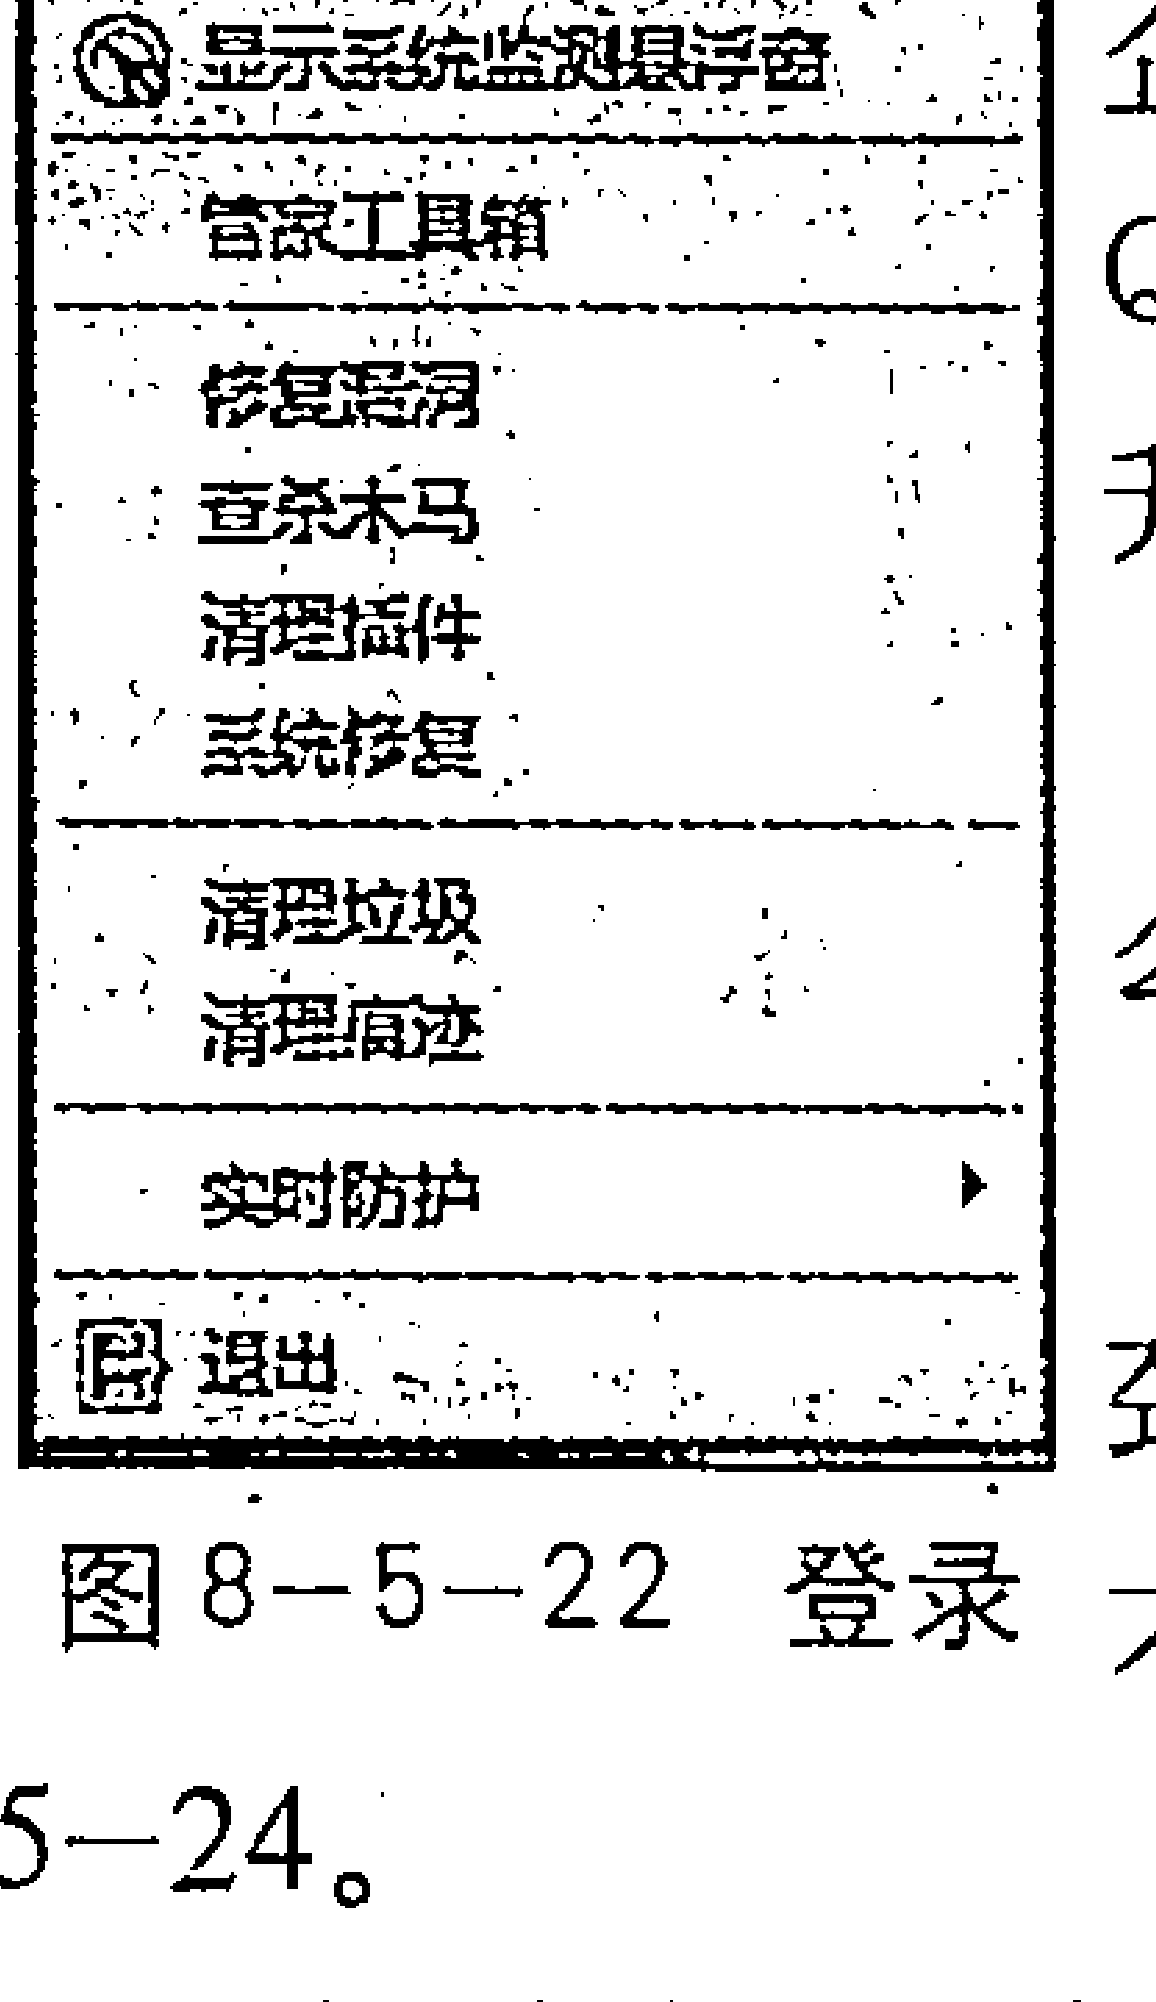 显示系统监测悬浮窗
管家工具箱
修复漏洞
查杀木马
清理插件
系统修复
清理垃圾
清理痕迹
实时防护
退出
图 8—5—22 登录
5—24。